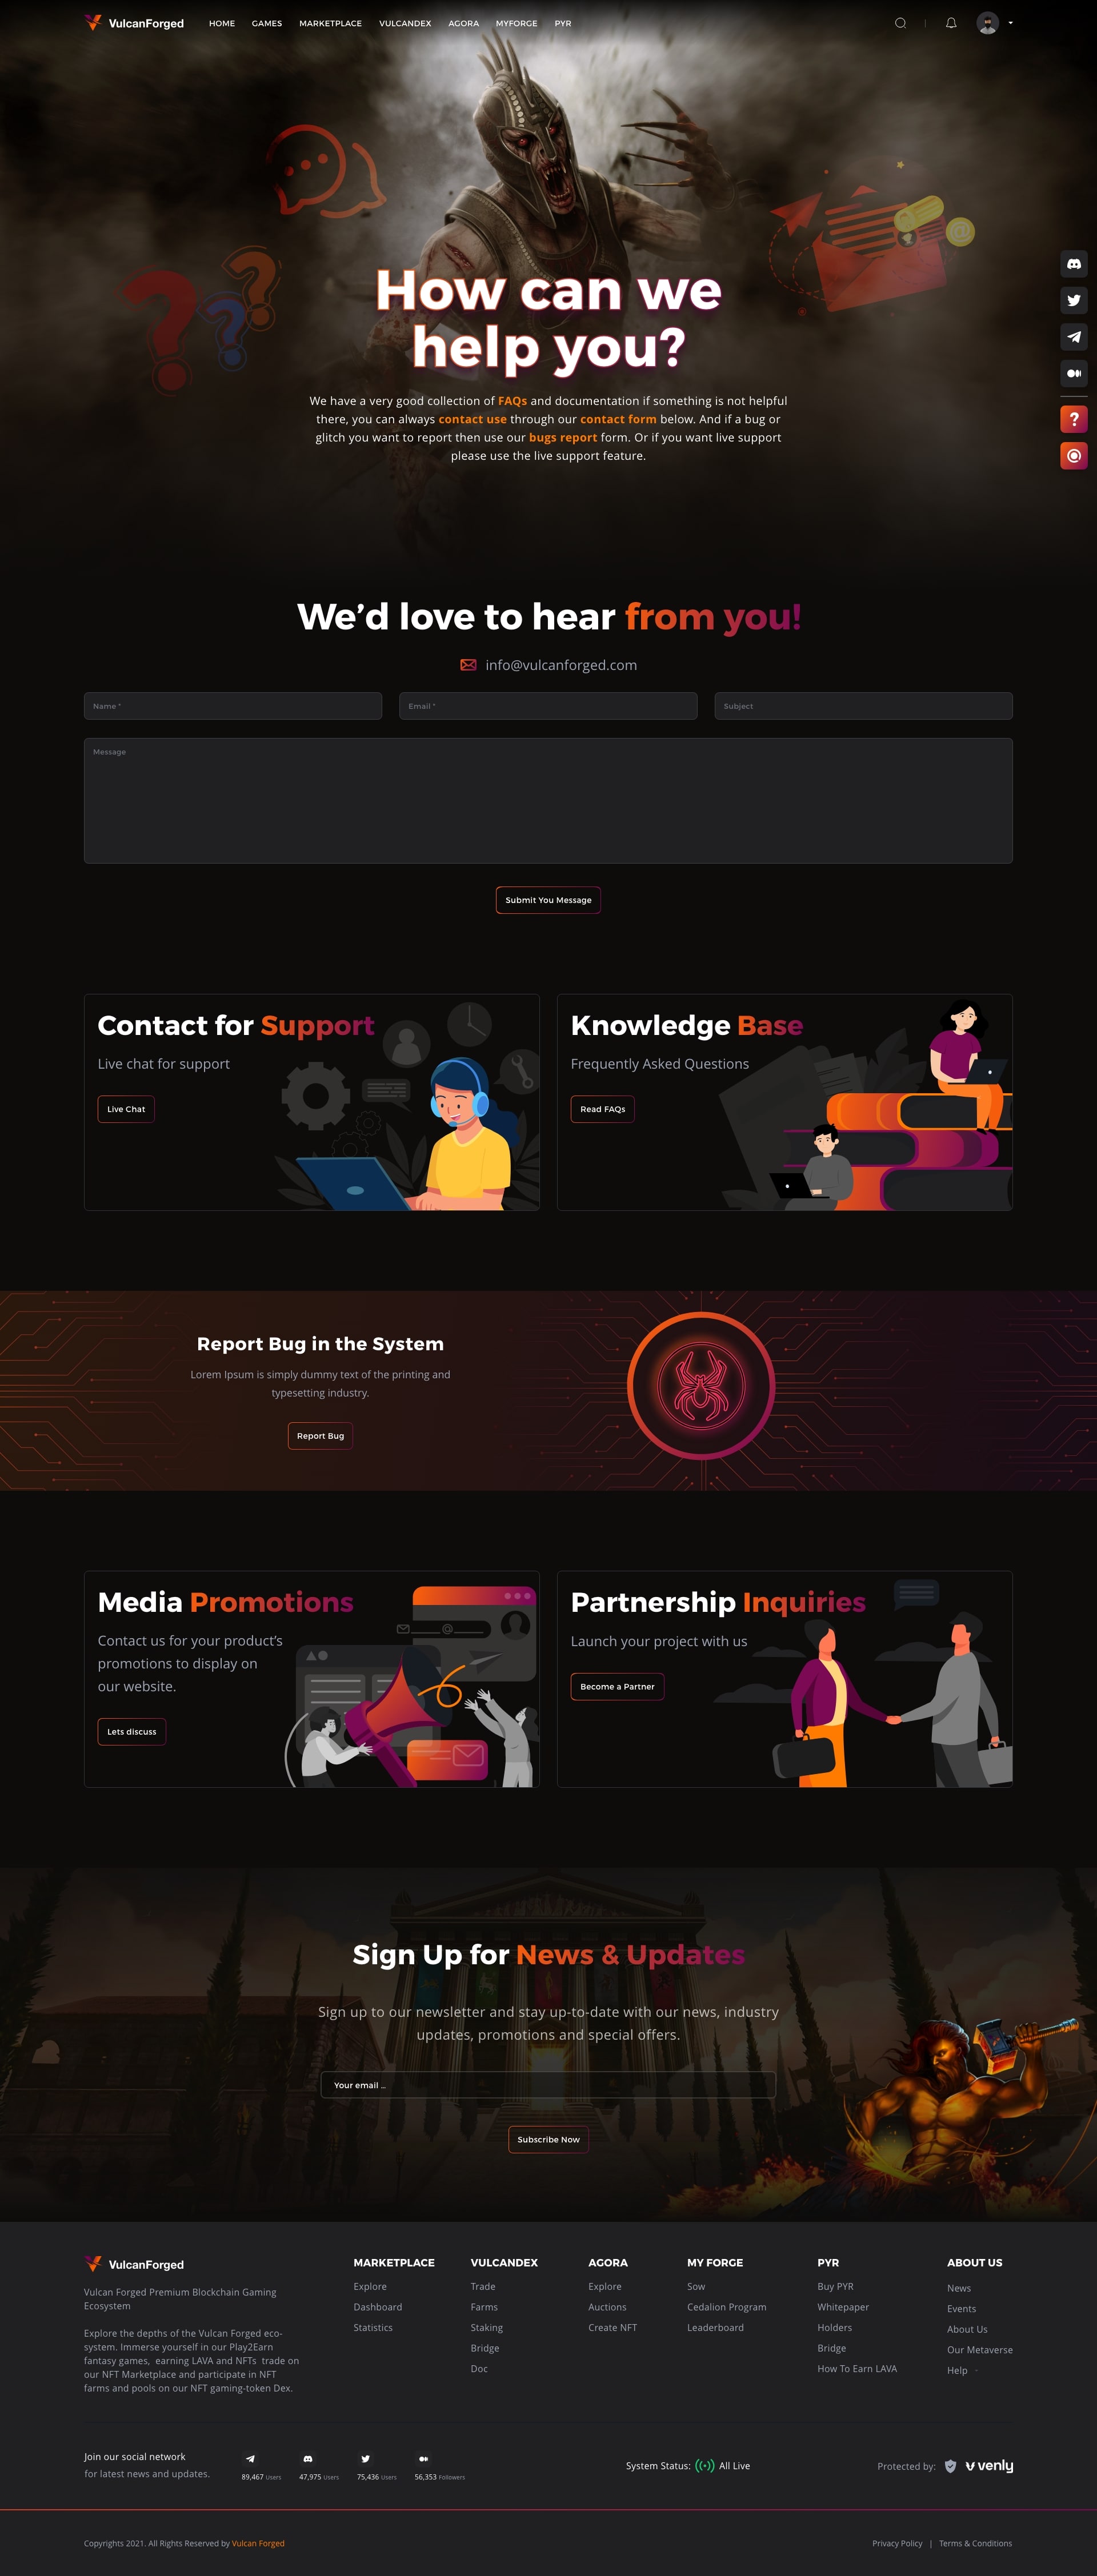 VulcanForged
HOME GAMES MARKETPLACE VULCANDEX AGORA MYFORGE PYR
How can we
help you?
We have a very good collection of FAQs and documentation if something is not helpful
there, you can always contact use through our contact form below. And if a bug or
glitch you want to report then use our bugs report form. Or if you want live support
please use the live support feature.
We’d love to hear from you!
info@vulcanforged.com
Name *
Email *
Subject
Message
Submit You Message
Contact for Support
Live chat for support
Live Chat
Knowledge Base
Frequently Asked Questions
Read FAQs
Report Bug in the System
Lorem Ipsum is simply dummy text of the printing and
typesetting industry.
Report Bug
Media Promotions
Contact us for your product’s
promotions to display on
our website.
Lets discuss
Partnership Inquiries
Launch your project with us
Become a Partner
Sign Up for News & Updates
Sign up to our newsletter and stay up-to-date with our news, industry
updates, promotions and special offers.
Your email ...
Subscribe Now
VulcanForged
Vulcan Forged Premium Blockchain Gaming
Ecosystem
Explore the depths of the Vulcan Forged eco-
system. Immerse yourself in our Play2Earn
fantasy games, earning LAVA and NFTs trade on
our NFT Marketplace and participate in NFT
farms and pools on our NFT gaming-token Dex.
MARKETPLACE
Explore
Dashboard
Statistics
VULCANDEX
Trade
Farms
Staking
Bridge
Doc
AGORA
Explore
Auctions
Create NFT
MY FORGE
Sow
Cedalion Program
Leaderboard
PYR
Buy PYR
Whitepaper
Holders
Bridge
How To Earn LAVA
ABOUT US
News
Events
About Us
Our Metaverse
Help
Join our social network
for latest news and updates.
89,467 Users
47,975 Users
75,436 Users
56,353 Followers
System Status: All Live
Protected by: venly
Copyrights 2021. All Rights Reserved by Vulcan Forged
Privacy Policy | Terms & Conditions